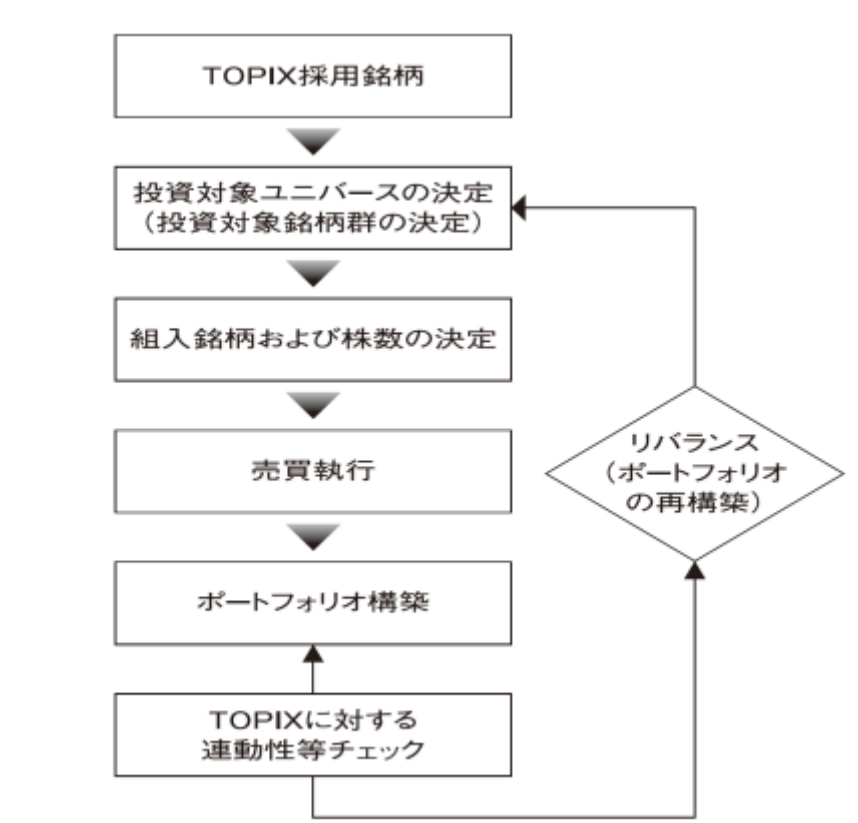 TOPIX採用銘柄
投資対象ユニバースの決定
（投資対象銘柄群の決定）
組入銘柄および株数の決定
売買執行
リバランス
（ポートフォリオ
の再構築）
ポートフォリオ構築
TOPIXに対する
連動性等チェック